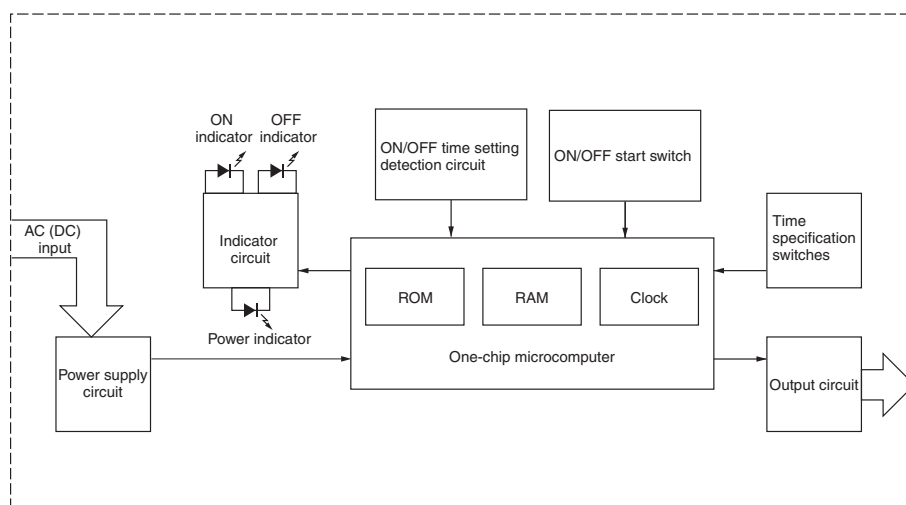 ON
indicator
OFF
indicator
ON/OFF time setting
detection circuit
ON/OFF start switch
AC (DC)
input
Indicator
circuit
Time
specification
switches
ROM
RAM
Clock
Power indicator
One-chip microcomputer
Power supply
circuit
Output circuit